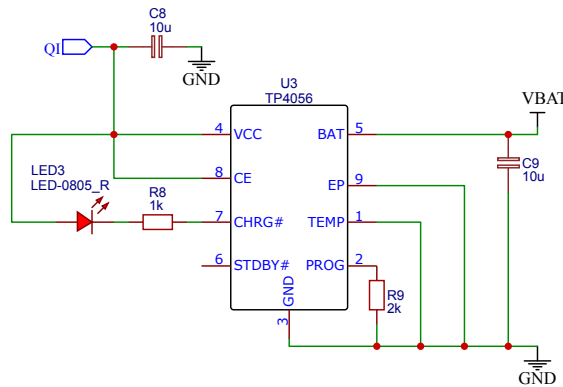 C8
10u
QI
GND
U3
TP4056
VBAT
4
VCC
BAT
5
LED3
LED-0805_R
R8
1k
8
CE
EP
9
C9
10u
7
CHRG#
TEMP
1
6
STDBY#
PROG
2
GND
3
R9
2k
GND